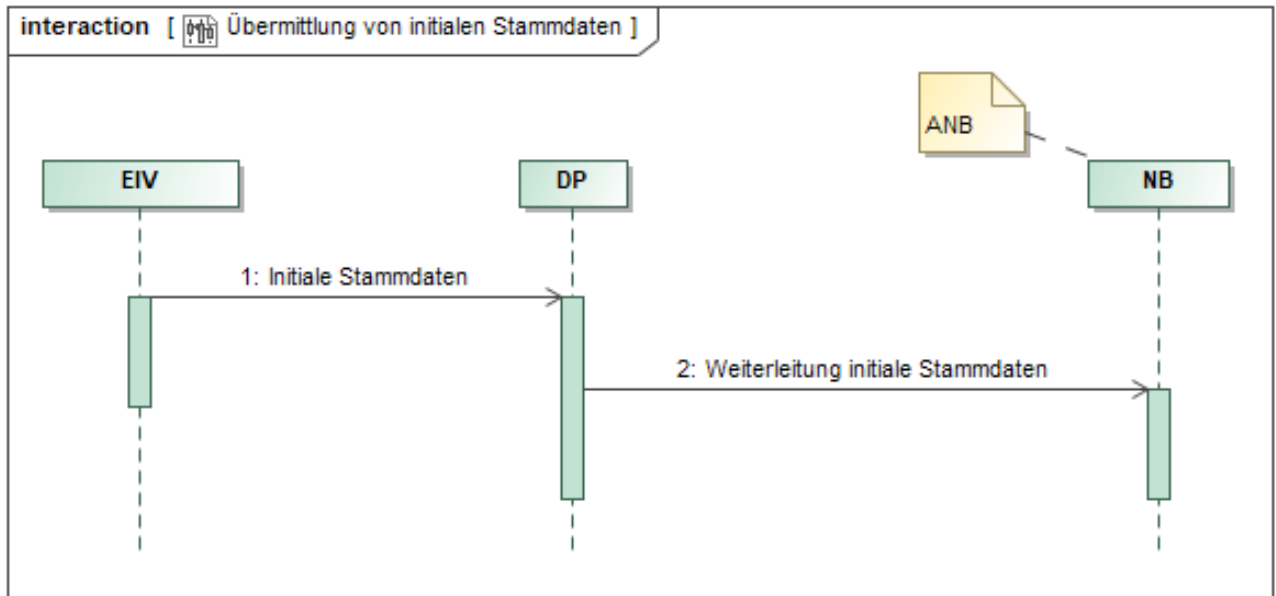 interaction [ Übermittlung von initialen Stammdaten ]
ANB
EIV
DP
NB
1: Initiale Stammdaten
2: Weiterleitung initiale Stammdaten